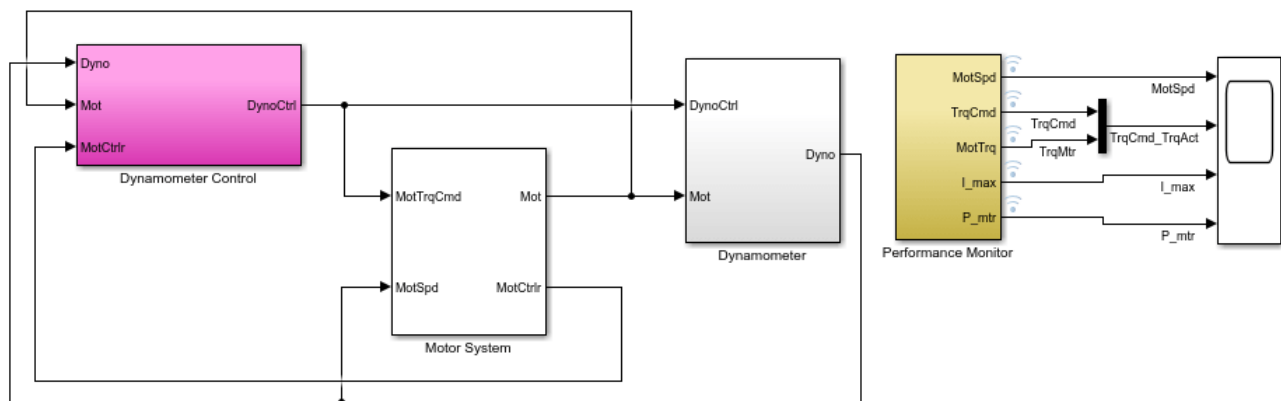 Dyno
Mot
MotCtrlr
DynoCtrl
Dynamometer Control
MotTrqCmd
MotSpd
Mot
MotCtrlr
Motor System
DynoCtrl
Mot
Dyno
Dynamometer
MotSpd
TrqCmd
MotTrq
I_max
P_mtr
Performance Monitor
MotSpd
TrqCmd
TrqMtr
TrqCmd_TrqAct
I_max
P_mtr